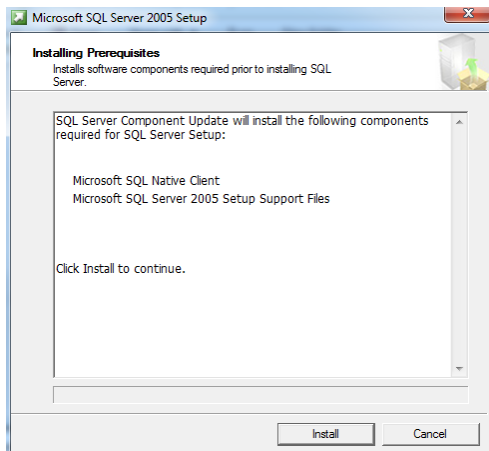 Microsoft SQL Server 2005 Setup
Installing Prerequisites
Installs software components required prior to installing SQL
Server.
SQL Server Component Update will install the following components
required for SQL Server Setup:
Microsoft SQL Native Client
Microsoft SQL Server 2005 Setup Support Files
Click Install to continue.
Install
Cancel